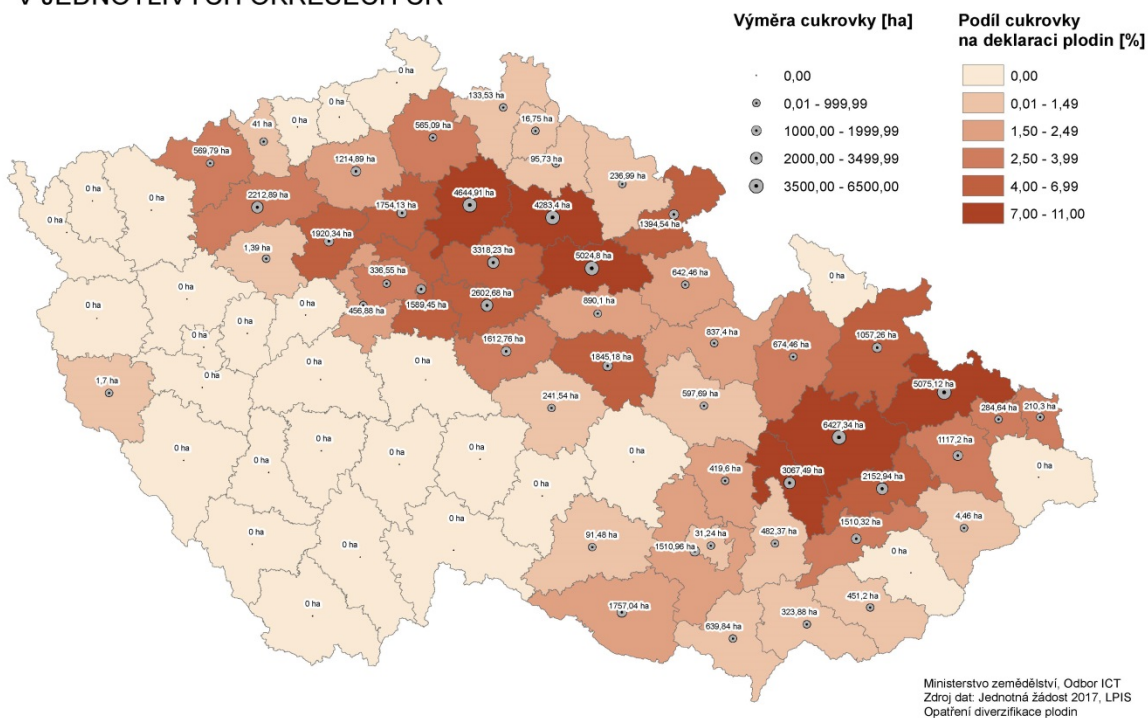 V JEDNOTLIVÝCH OKRESECH ČR
Výměra cukrovky [ha]
0,00
0,01 - 999,99
1000,00 - 1999,99
2000,00 - 3499,99
3500,00 - 6500,00
Podíl cukrovky
na deklaraci plodin [%]
0,00
0,01 - 1,49
1,50 - 2,49
2,50 - 3,99
4,00 - 6,99
7,00 - 11,00
0 ha
133,53 ha
0 ha
0 ha
41 ha
565,09 ha
16,75 ha
569,79 ha
1214,89 ha
95,73 ha
236,99 ha
0 ha
0 ha
2212,89 ha
4644,91 ha
1754,13 ha
4283,4 ha
0 ha
1920,34 ha
1394,54 ha
1,39 ha
3318,23 ha
5024,8 ha
642,46 ha
0 ha
0 ha
336,55 ha
2602,68 ha
1589,45 ha
456,88 ha
890,1 ha
0 ha
0 ha
0 ha
0 ha
1612,76 ha
837,4 ha
674,46 ha
1057,26 ha
0 ha
0 ha
0 ha
1845,18 ha
1,7 ha
0 ha
241,54 ha
597,69 ha
5075,12 ha
284,64 ha
210,3 ha
6427,34 ha
0 ha
0 ha
0 ha
0 ha
0 ha
1117,2 ha
0 ha
419,6 ha
3067,49 ha
2152,94 ha
0 ha
0 ha
0 ha
91,48 ha
1510,96 ha
31,24 ha
482,37 ha
1510,32 ha
4,46 ha
0 ha
0 ha
0 ha
0 ha
0 ha
1757,04 ha
639,84 ha
323,88 ha
451,2 ha
Ministerstvo zemědělství, Odbor ICT
Zdroj dat: Jednotná žádost 2017, LPIS
Opatření diverzifikace plodin